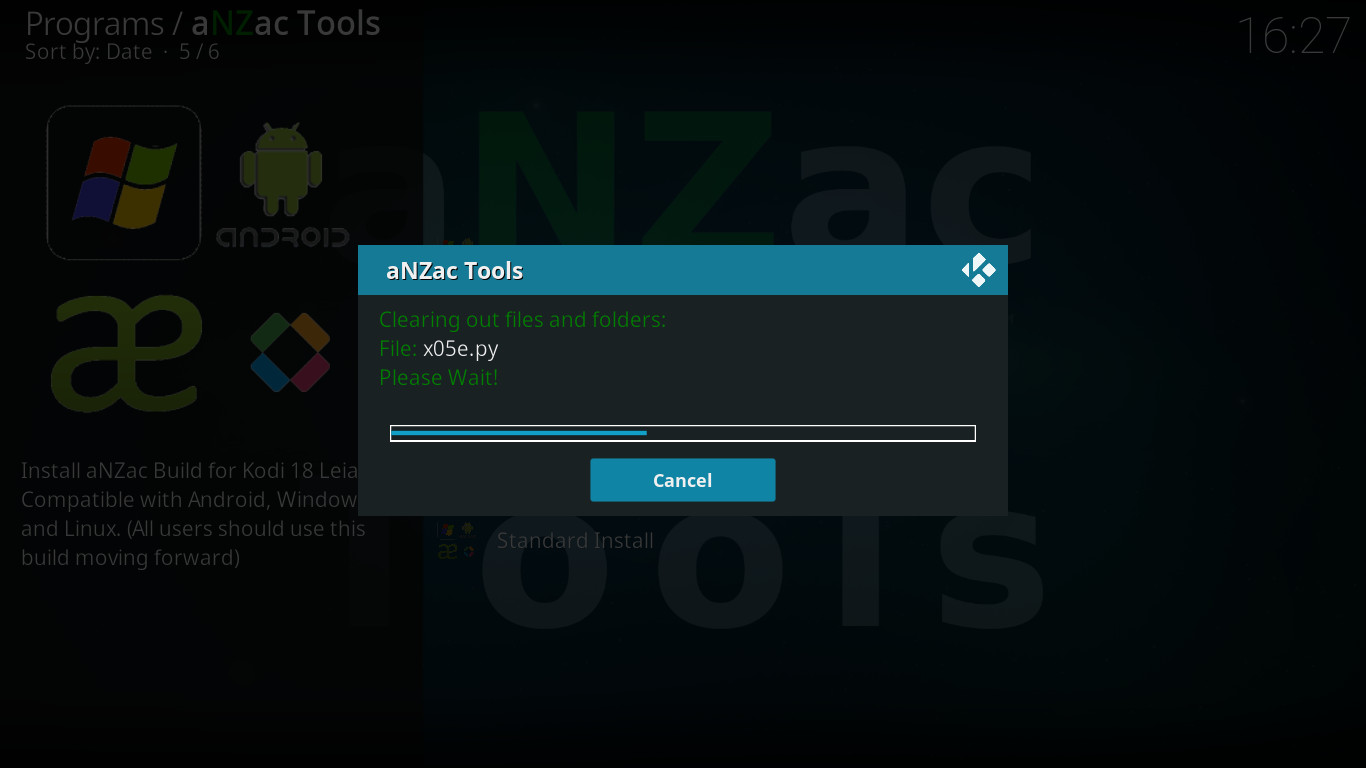 Programs / aNZac Tools
Sort by: Date · 5 / 6
16:27
aNZac
ANDROID
aNZac Tools
Clearing out files and folders:
File: x05e.py
Please Wait!
Cancel
æ
Install aNZac Build for Kodi 18 Leia
Compatible with Android, Window
and Linux. (All users should use this
build moving forward)
Standard Install
Tools